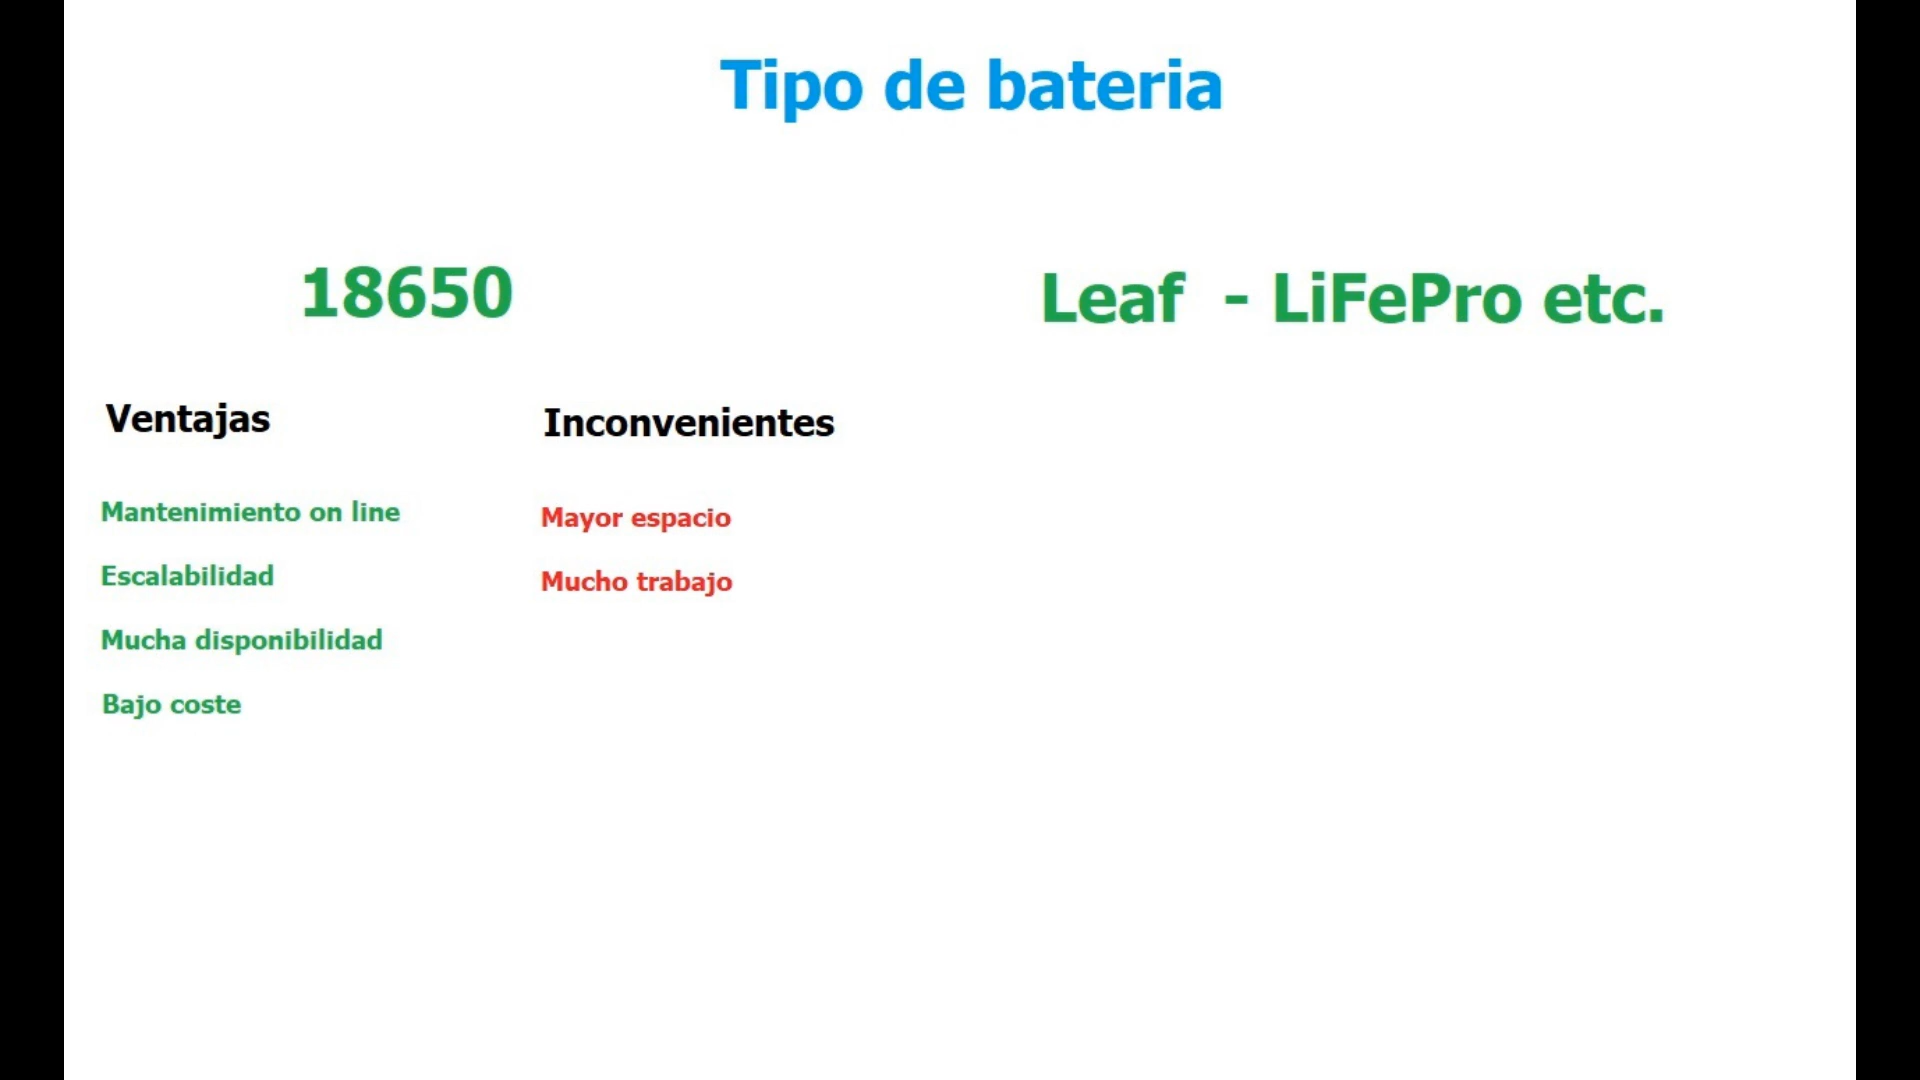 Tipo de bateria
18650
Leaf - LiFePro etc.
Ventajas
Inconvenientes
Mantenimiento on line
Mayor espacio
Escalabilidad
Mucho trabajo
Mucha disponibilidad
Bajo coste